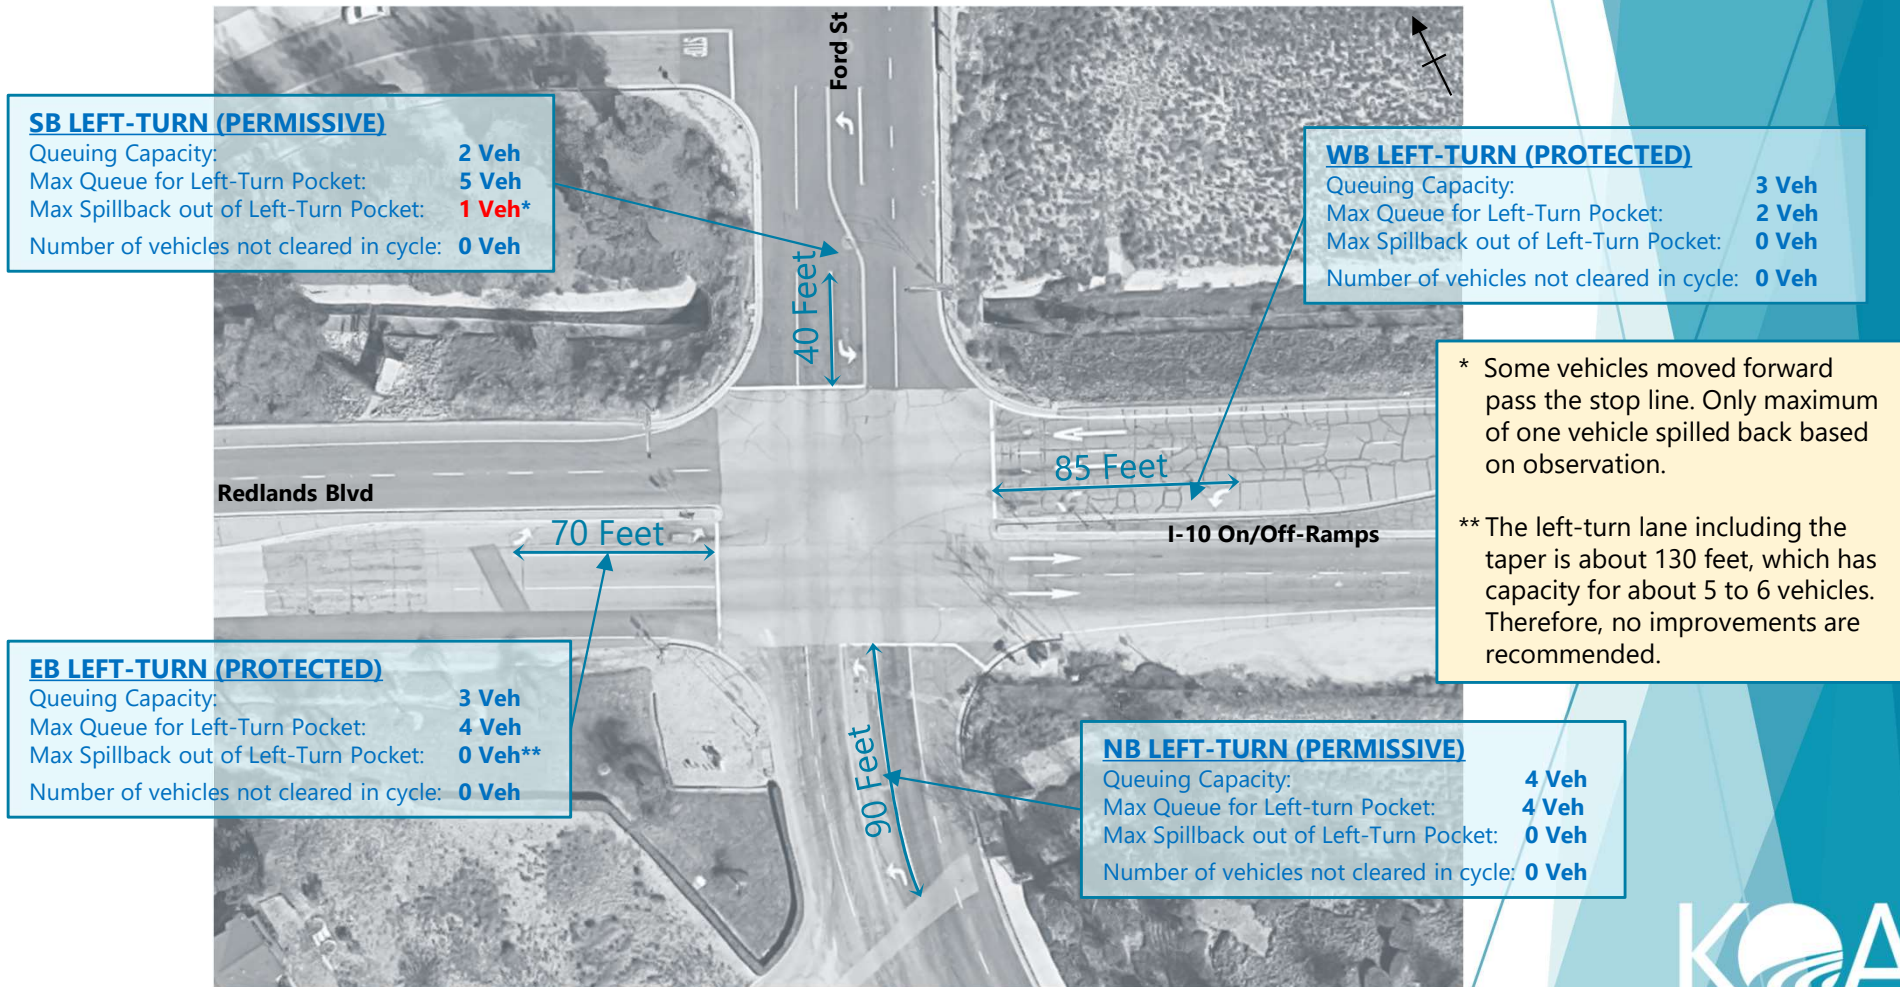 Ford St
SB LEFT-TURN (PERMISSIVE)
Queuing Capacity: 2 Veh
Max Queue for Left-Turn Pocket: 5 Veh
Max Spillback out of Left-Turn Pocket: 1 Veh*
Number of vehicles not cleared in cycle: 0 Veh
WB LEFT-TURN (PROTECTED)
Queuing Capacity: 3 Veh
Max Queue for Left-Turn Pocket: 2 Veh
Max Spillback out of Left-Turn Pocket: 0 Veh
Number of vehicles not cleared in cycle: 0 Veh
40 Feet
* Some vehicles moved forward
pass the stop line. Only maximum
of one vehicle spilled back based
on observation.
** The left-turn lane including the
taper is about 130 feet, which has
capacity for about 5 to 6 vehicles.
Therefore, no improvements are
recommended.
85 Feet
Redlands Blvd
70 Feet
I-10 On/Off-Ramps
EB LEFT-TURN (PROTECTED)
Queuing Capacity: 3 Veh
Max Queue for Left-Turn Pocket: 4 Veh
Max Spillback out of Left-Turn Pocket: 0 Veh**
Number of vehicles not cleared in cycle: 0 Veh
90 Feet
NB LEFT-TURN (PERMISSIVE)
Queuing Capacity: 4 Veh
Max Queue for Left-turn Pocket: 4 Veh
Max Spillback out of Left-Turn Pocket: 0 Veh
Number of vehicles not cleared in cycle: 0 Veh
KOA